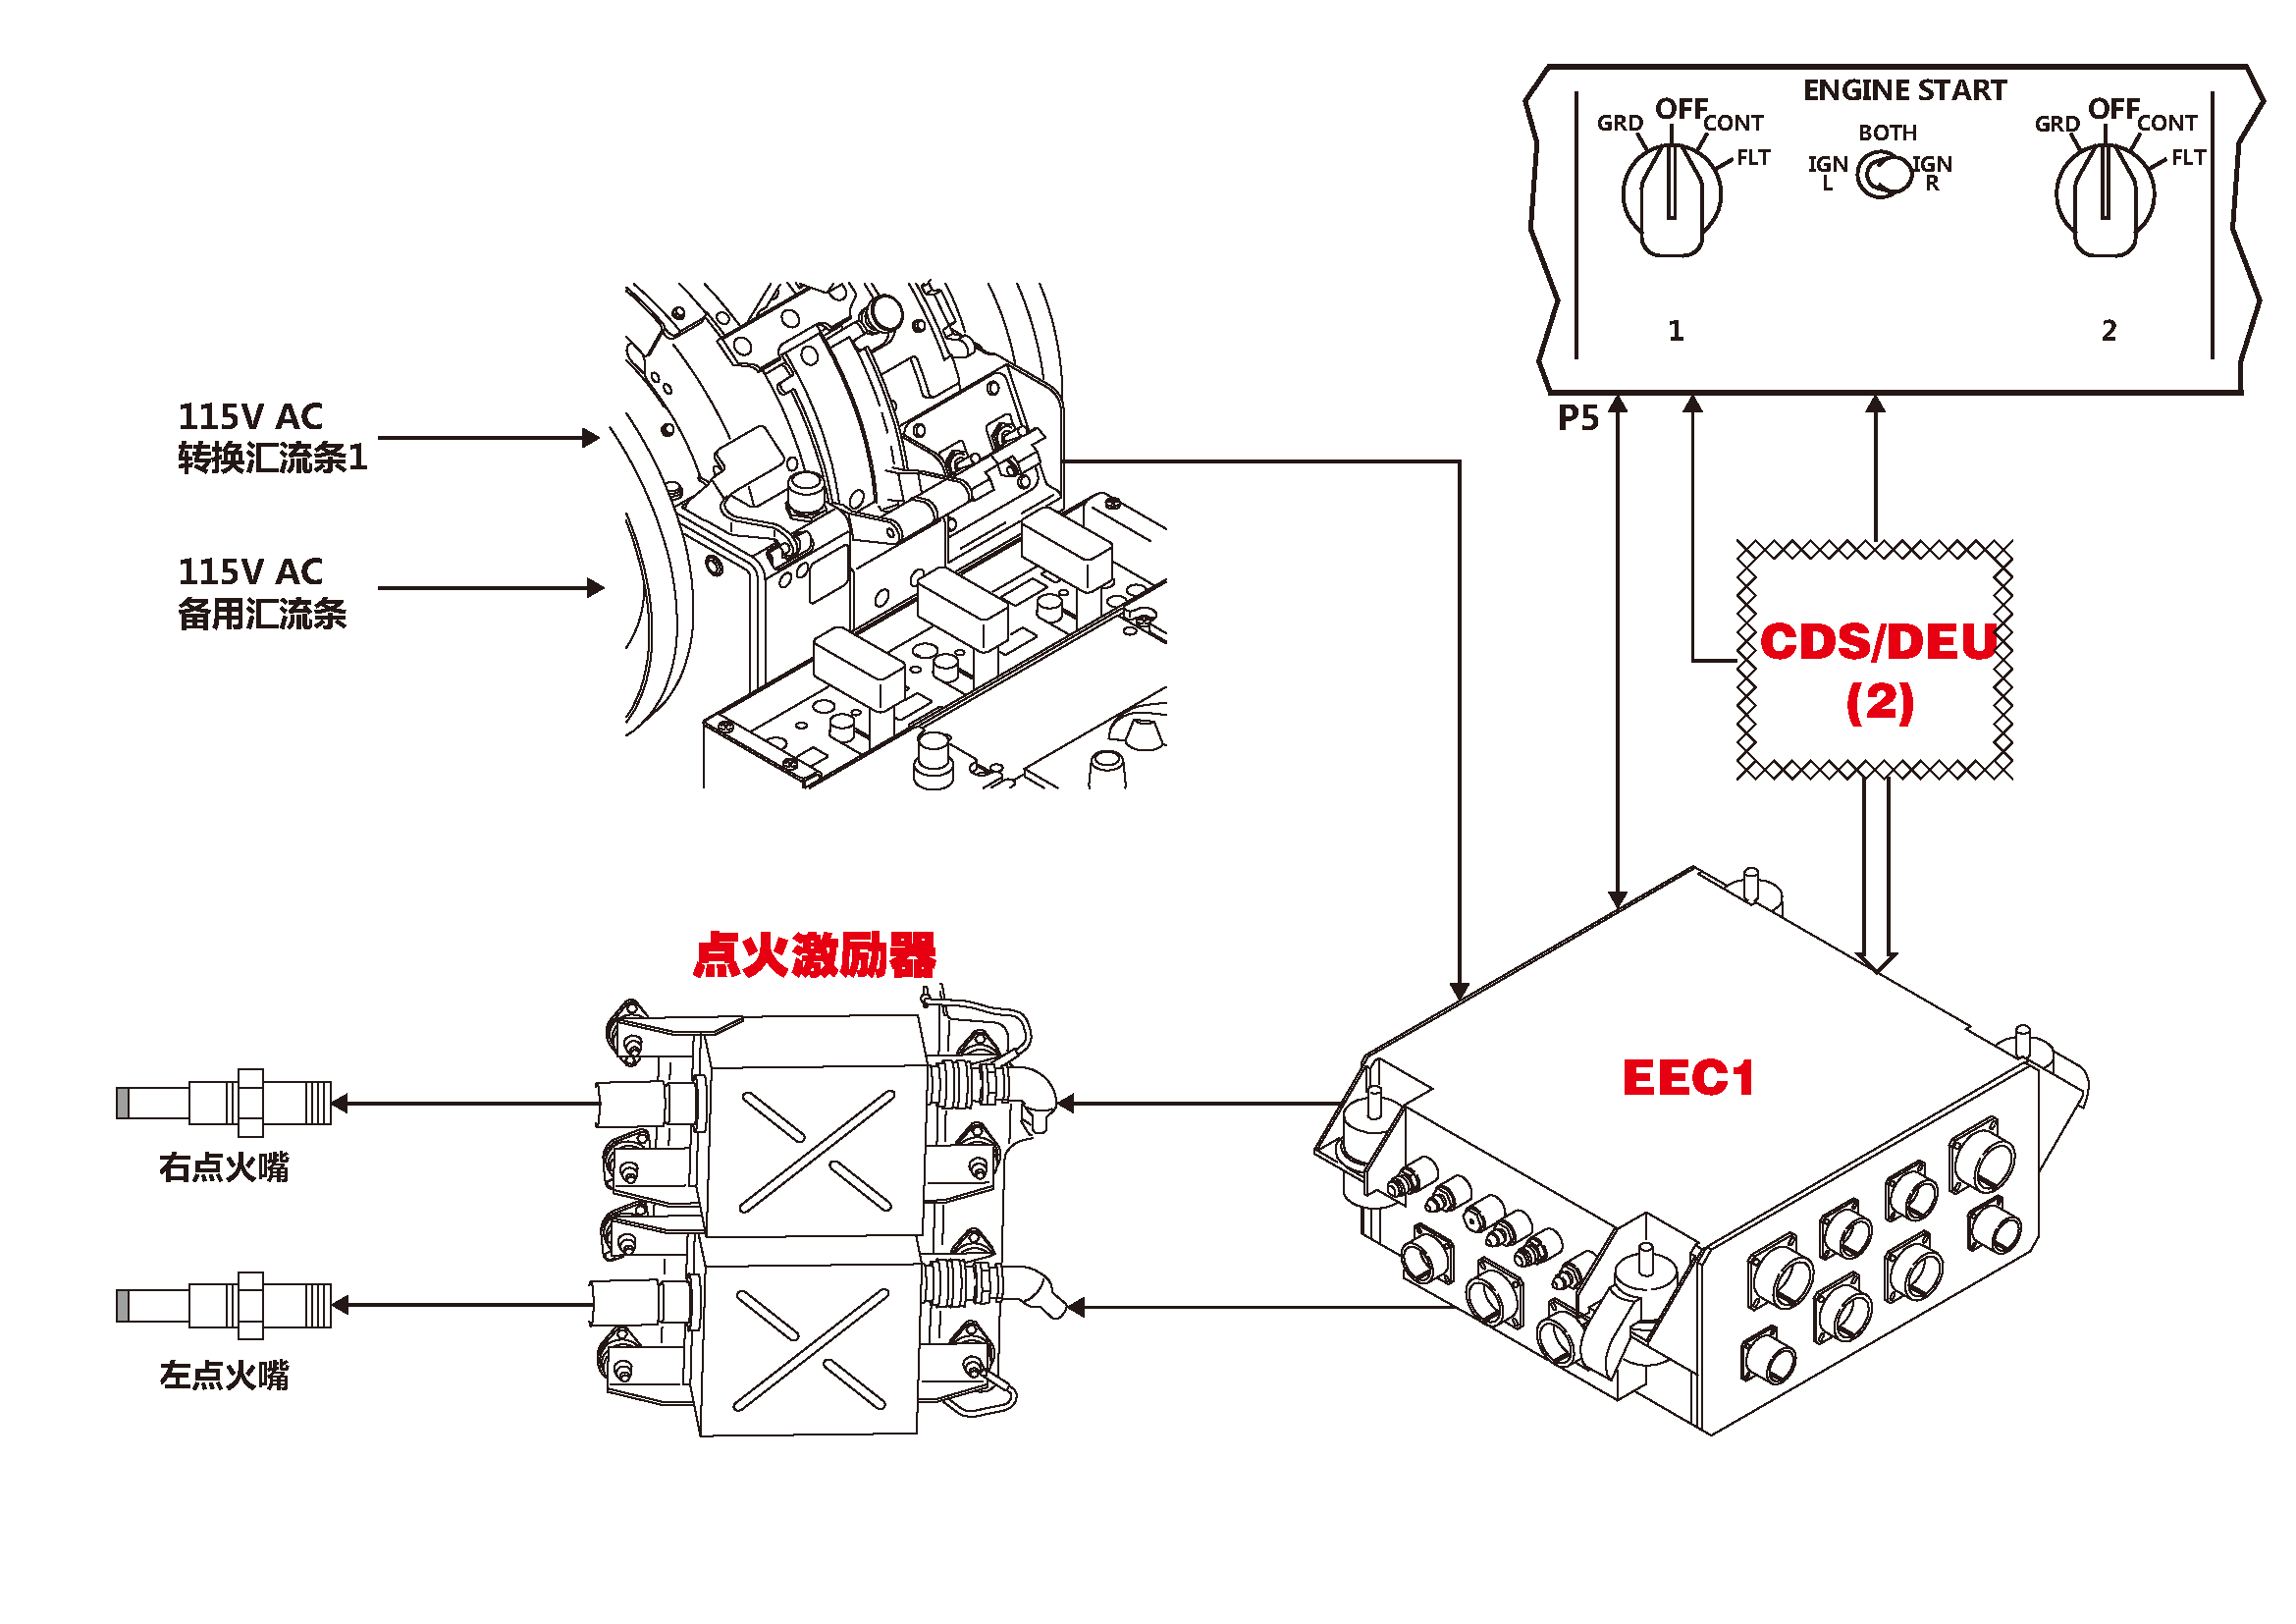 ENGINE START
GRD OFF CONT FLT
BOTH
IGN L
IGN R
GRD OFF CONT FLT
1
2
P5
115V AC
转换汇流条1
115V AC
备用汇流条
CDS/DEU
(2)
点火激励器
EEC1
右点火嘴
左点火嘴